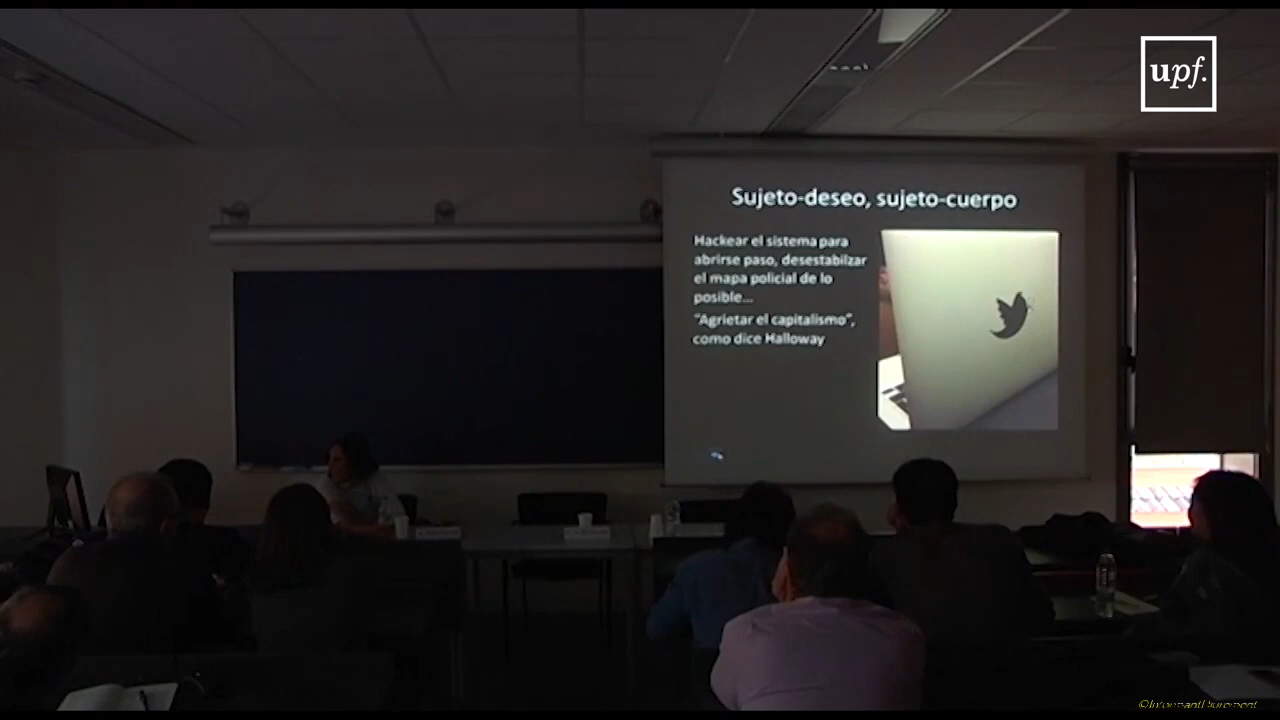 upf.
Sujeto-deseo, sujeto-cuerpo
Hackear el sistema para
abrirse paso, desestabilzar
el mapa policial de lo
posible...
"Agrietar el capitalismo",
como dice Halloway